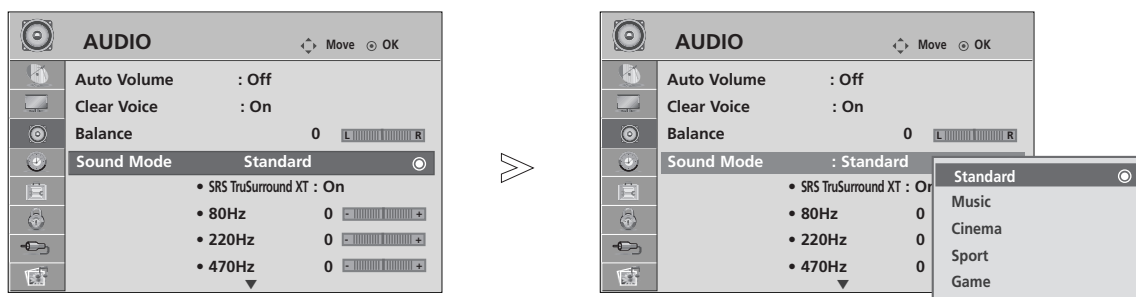 AUDIO
Move OK
Auto Volume : Off
Clear Voice : On
Balance 0 L R
Sound Mode Standard
• SRS TruSurround XT : On
• 80Hz 0 - +
• 220Hz 0 - +
• 470Hz 0 - +
AUDIO
Move OK
Auto Volume : Off
Clear Voice : On
Balance 0 L R
Sound Mode : Standard
• SRS TruSurround XT : On
• 80Hz 0
• 220Hz 0
• 470Hz 0
Standard
Music
Cinema
Sport
Game